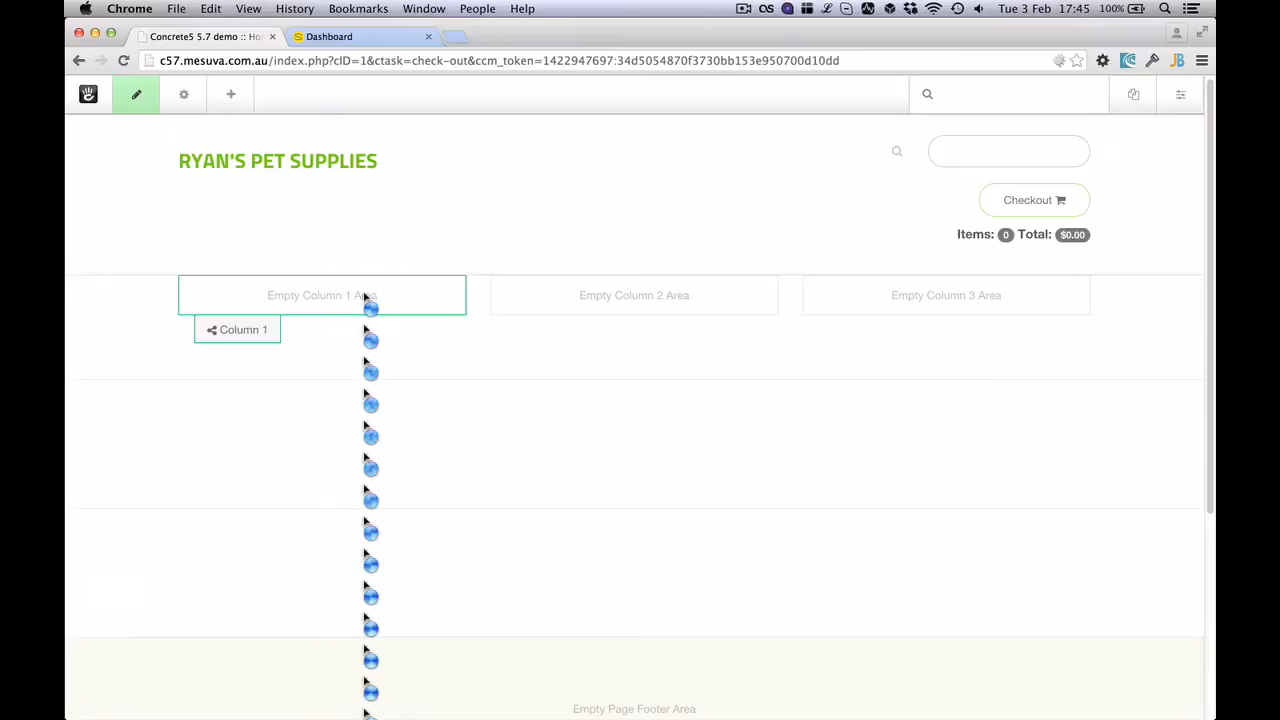 Chrome File Edit View History Bookmarks Window People Help Tue 3 Feb 17:45 100%
Concrete5 5.7 demo :: Ho Dashboard
c57.mesuva.com.au/index.php?cID=1&ctask=check-out&ccm_token=1422947697:34d5054870f3730bb153e950700d10dd
RYAN'S PET SUPPLIES
Checkout
Items: 0 Total: $0.00
Empty Column 1 Area Empty Column 2 Area Empty Column 3 Area
Column 1
Empty Page Footer Area